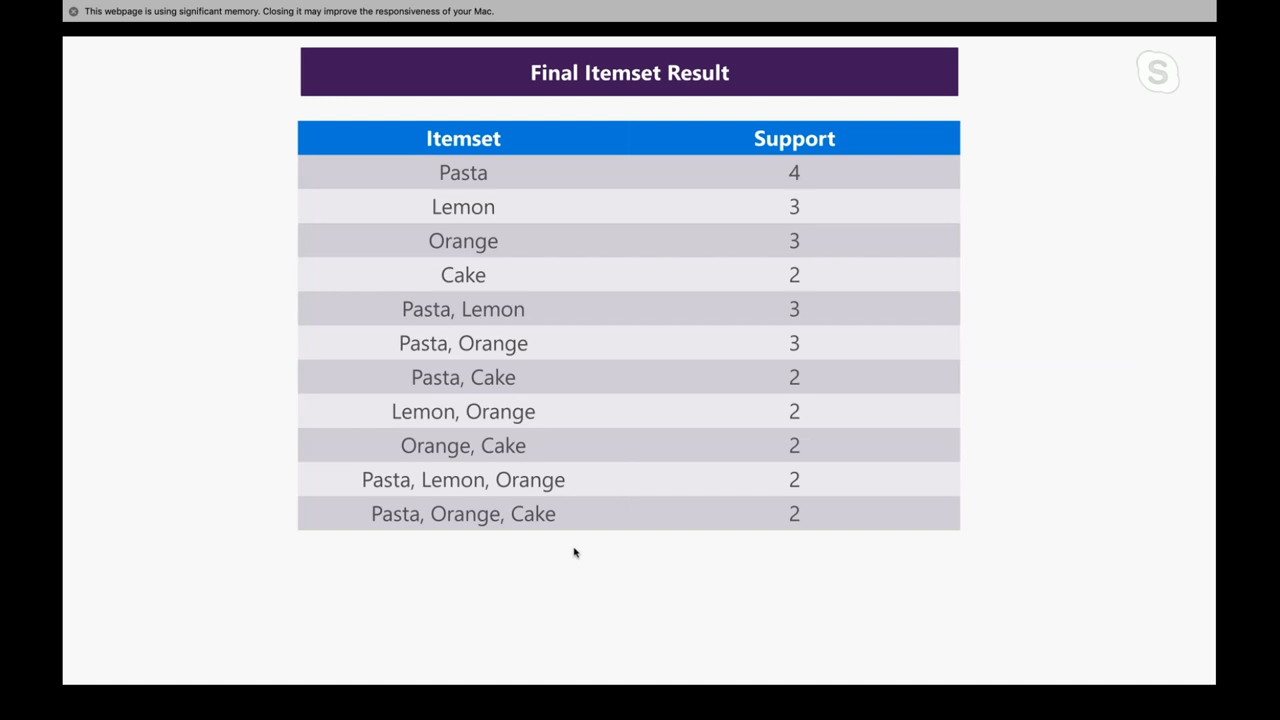 This webpage is using significant memory. Closing it may improve the responsiveness of your Mac.
Final Itemset Result
S
Itemset Support
Pasta 4
Lemon 3
Orange 3
Cake 2
Pasta, Lemon 3
Pasta, Orange 3
Pasta, Cake 2
Lemon, Orange 2
Orange, Cake 2
Pasta, Lemon, Orange 2
Pasta, Orange, Cake 2